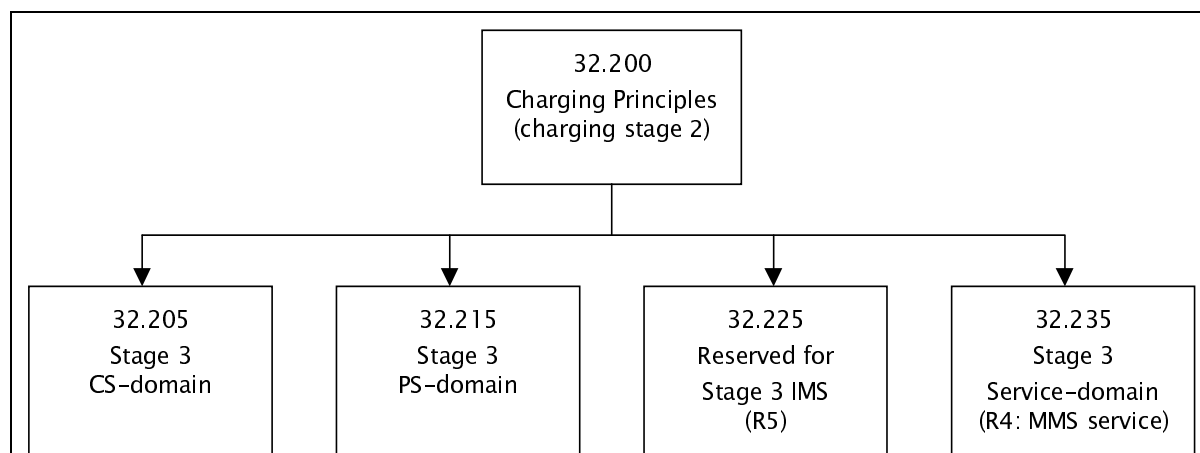 32.200
Charging Principles
(charging stage 2)
32.205
Stage 3
CS-domain
32.215
Stage 3
PS-domain
32.225
Reserved for
Stage 3 IMS
(R5)
32.235
Stage 3
Service-domain
(R4: MMS service)